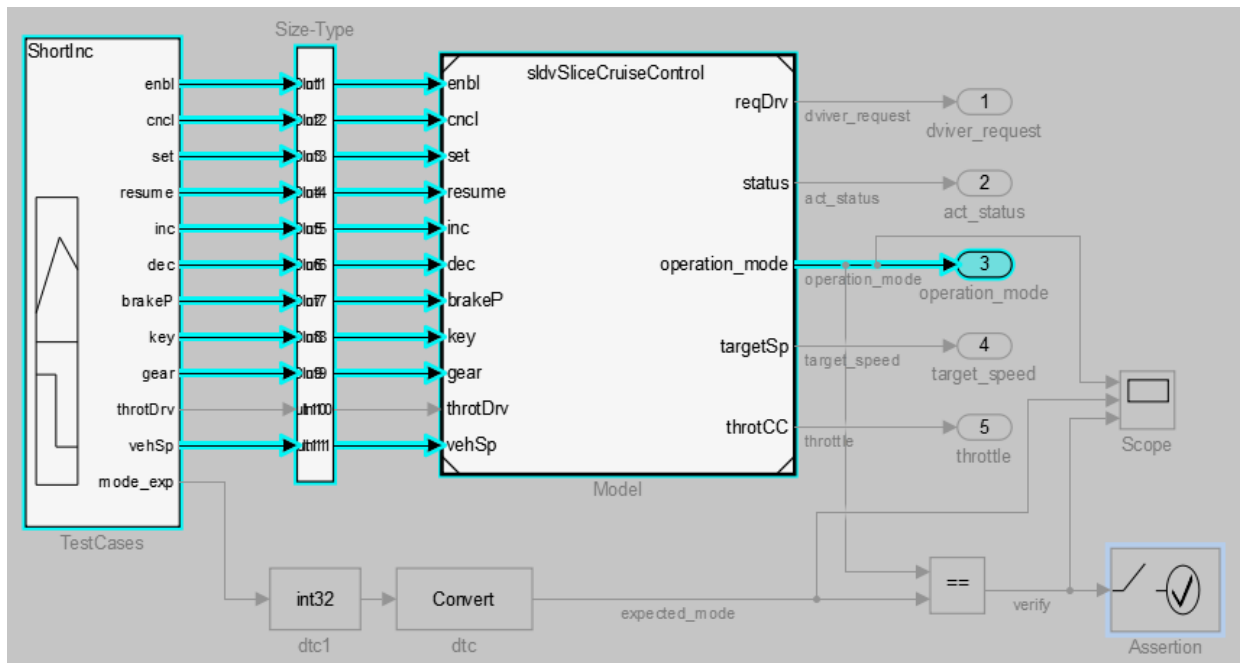 Size-Type
ShortInc
enbl
cncl
set
resume
inc
dec
brakeP
key
gear
throtDrv
vehSp
mode_exp
TestCases
sldvSliceCruiseControl
enbl
cncl
set
resume
inc
dec
brakeP
key
gear
throtDrv
vehSp
reqDrv
status
operation_mode
targetSp
throtCC
Model
dviver_request
1
dviver_request
act_status
2
act_status
operation_mode
3
operation_mode
target_speed
4
target_speed
throttle
5
throttle
Scope
int32
dtc1
Convert
dtc
expected_mode
==
verify
Assertion